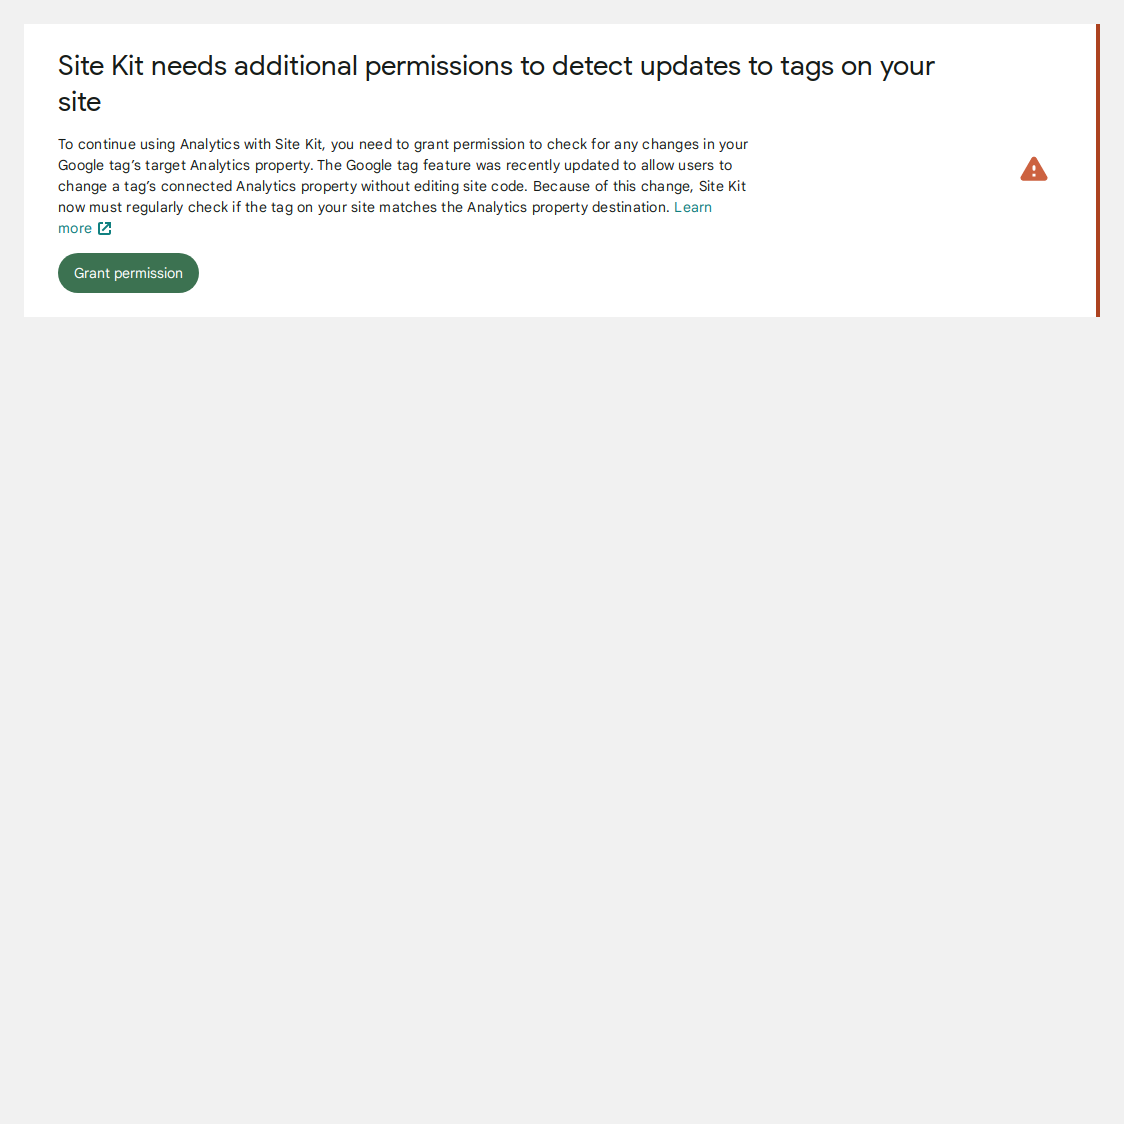 Site Kit needs additional permissions to detect updates to tags on your
site
To continue using Analytics with Site Kit, you need to grant permission to check for any changes in your
Google tag’s target Analytics property. The Google tag feature was recently updated to allow users to
change a tag’s connected Analytics property without editing site code. Because of this change, Site Kit
now must regularly check if the tag on your site matches the Analytics property destination. Learn
more
Grant permission